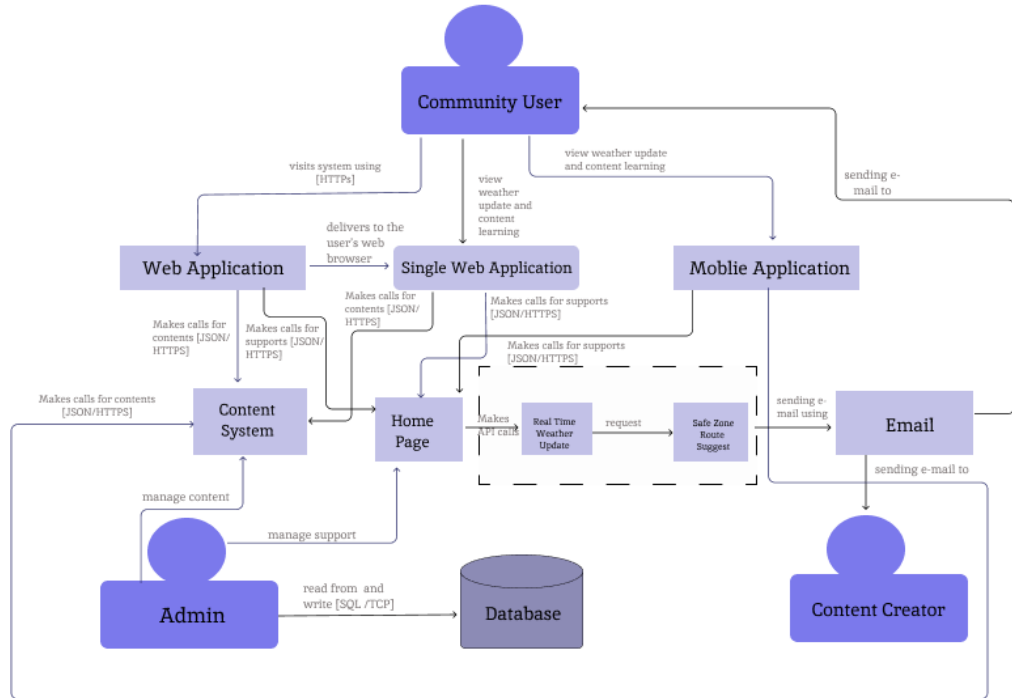 Community User
visits system using
[HTTPs]
view
weather
update and
content
learning
view weather update
and content learning
sending e-
mail to
delivers to the
user's web
browser
Web Application
Single Web Application
Moblie Application
Makes calls for
contents [JSON/
HTTPS]
Makes calls for
supports [JSON/
HTTPS]
Makes calls for
contents [JSON/
HTTPS]
Makes calls for supports
[JSON/HTTPS]
Makes calls for supports
[JSON/HTTPS]
Makes calls for contents
[JSON/HTTPS]
Content
System
Home
Page
Makes
API calls
Real Time
Weather
Update
request
Safe Zone
Route
Suggest
sending e-
mail using
Email
sending e-mail to
manage content
manage support
Admin
read from and
write [SQL /TCP]
Database
Content Creator